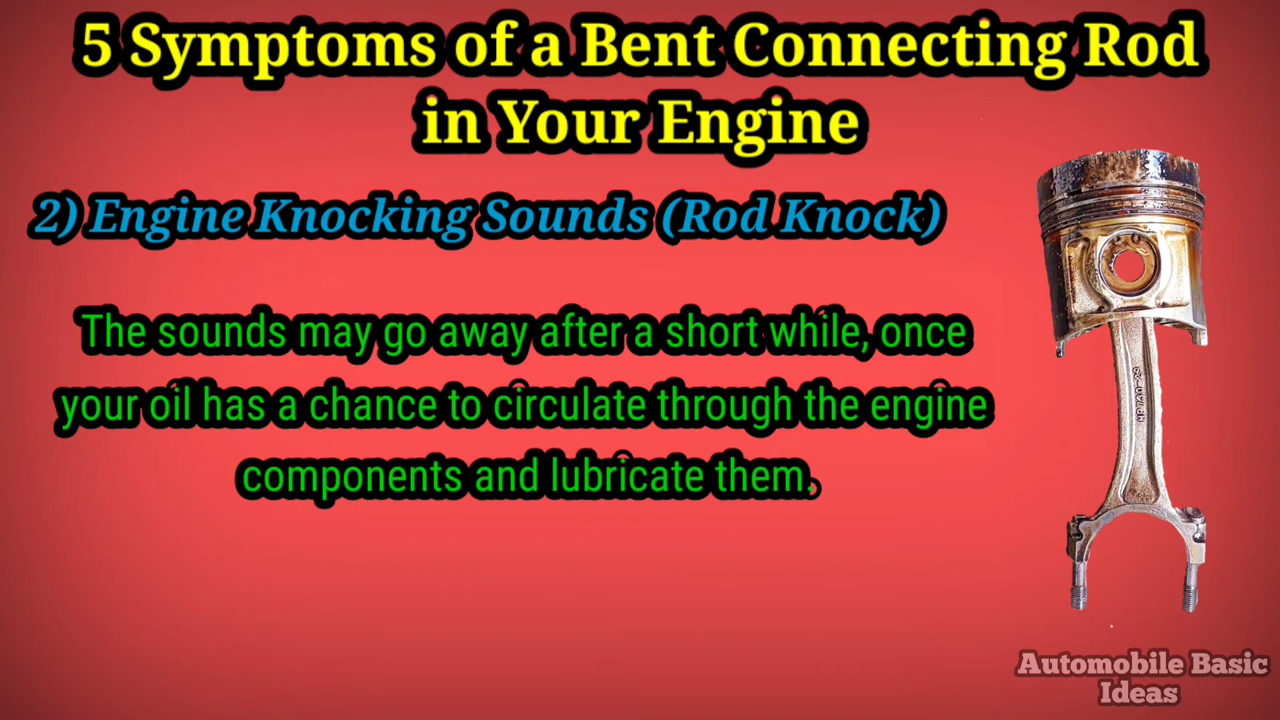 5 Symptoms of a Bent Connecting Rod
in Your Engine
2) Engine Knocking Sounds (Rod Knock)
The sounds may go away after a short while, once
your oil has a chance to circulate through the engine
components and lubricate them.
Automobile Basic
Ideas